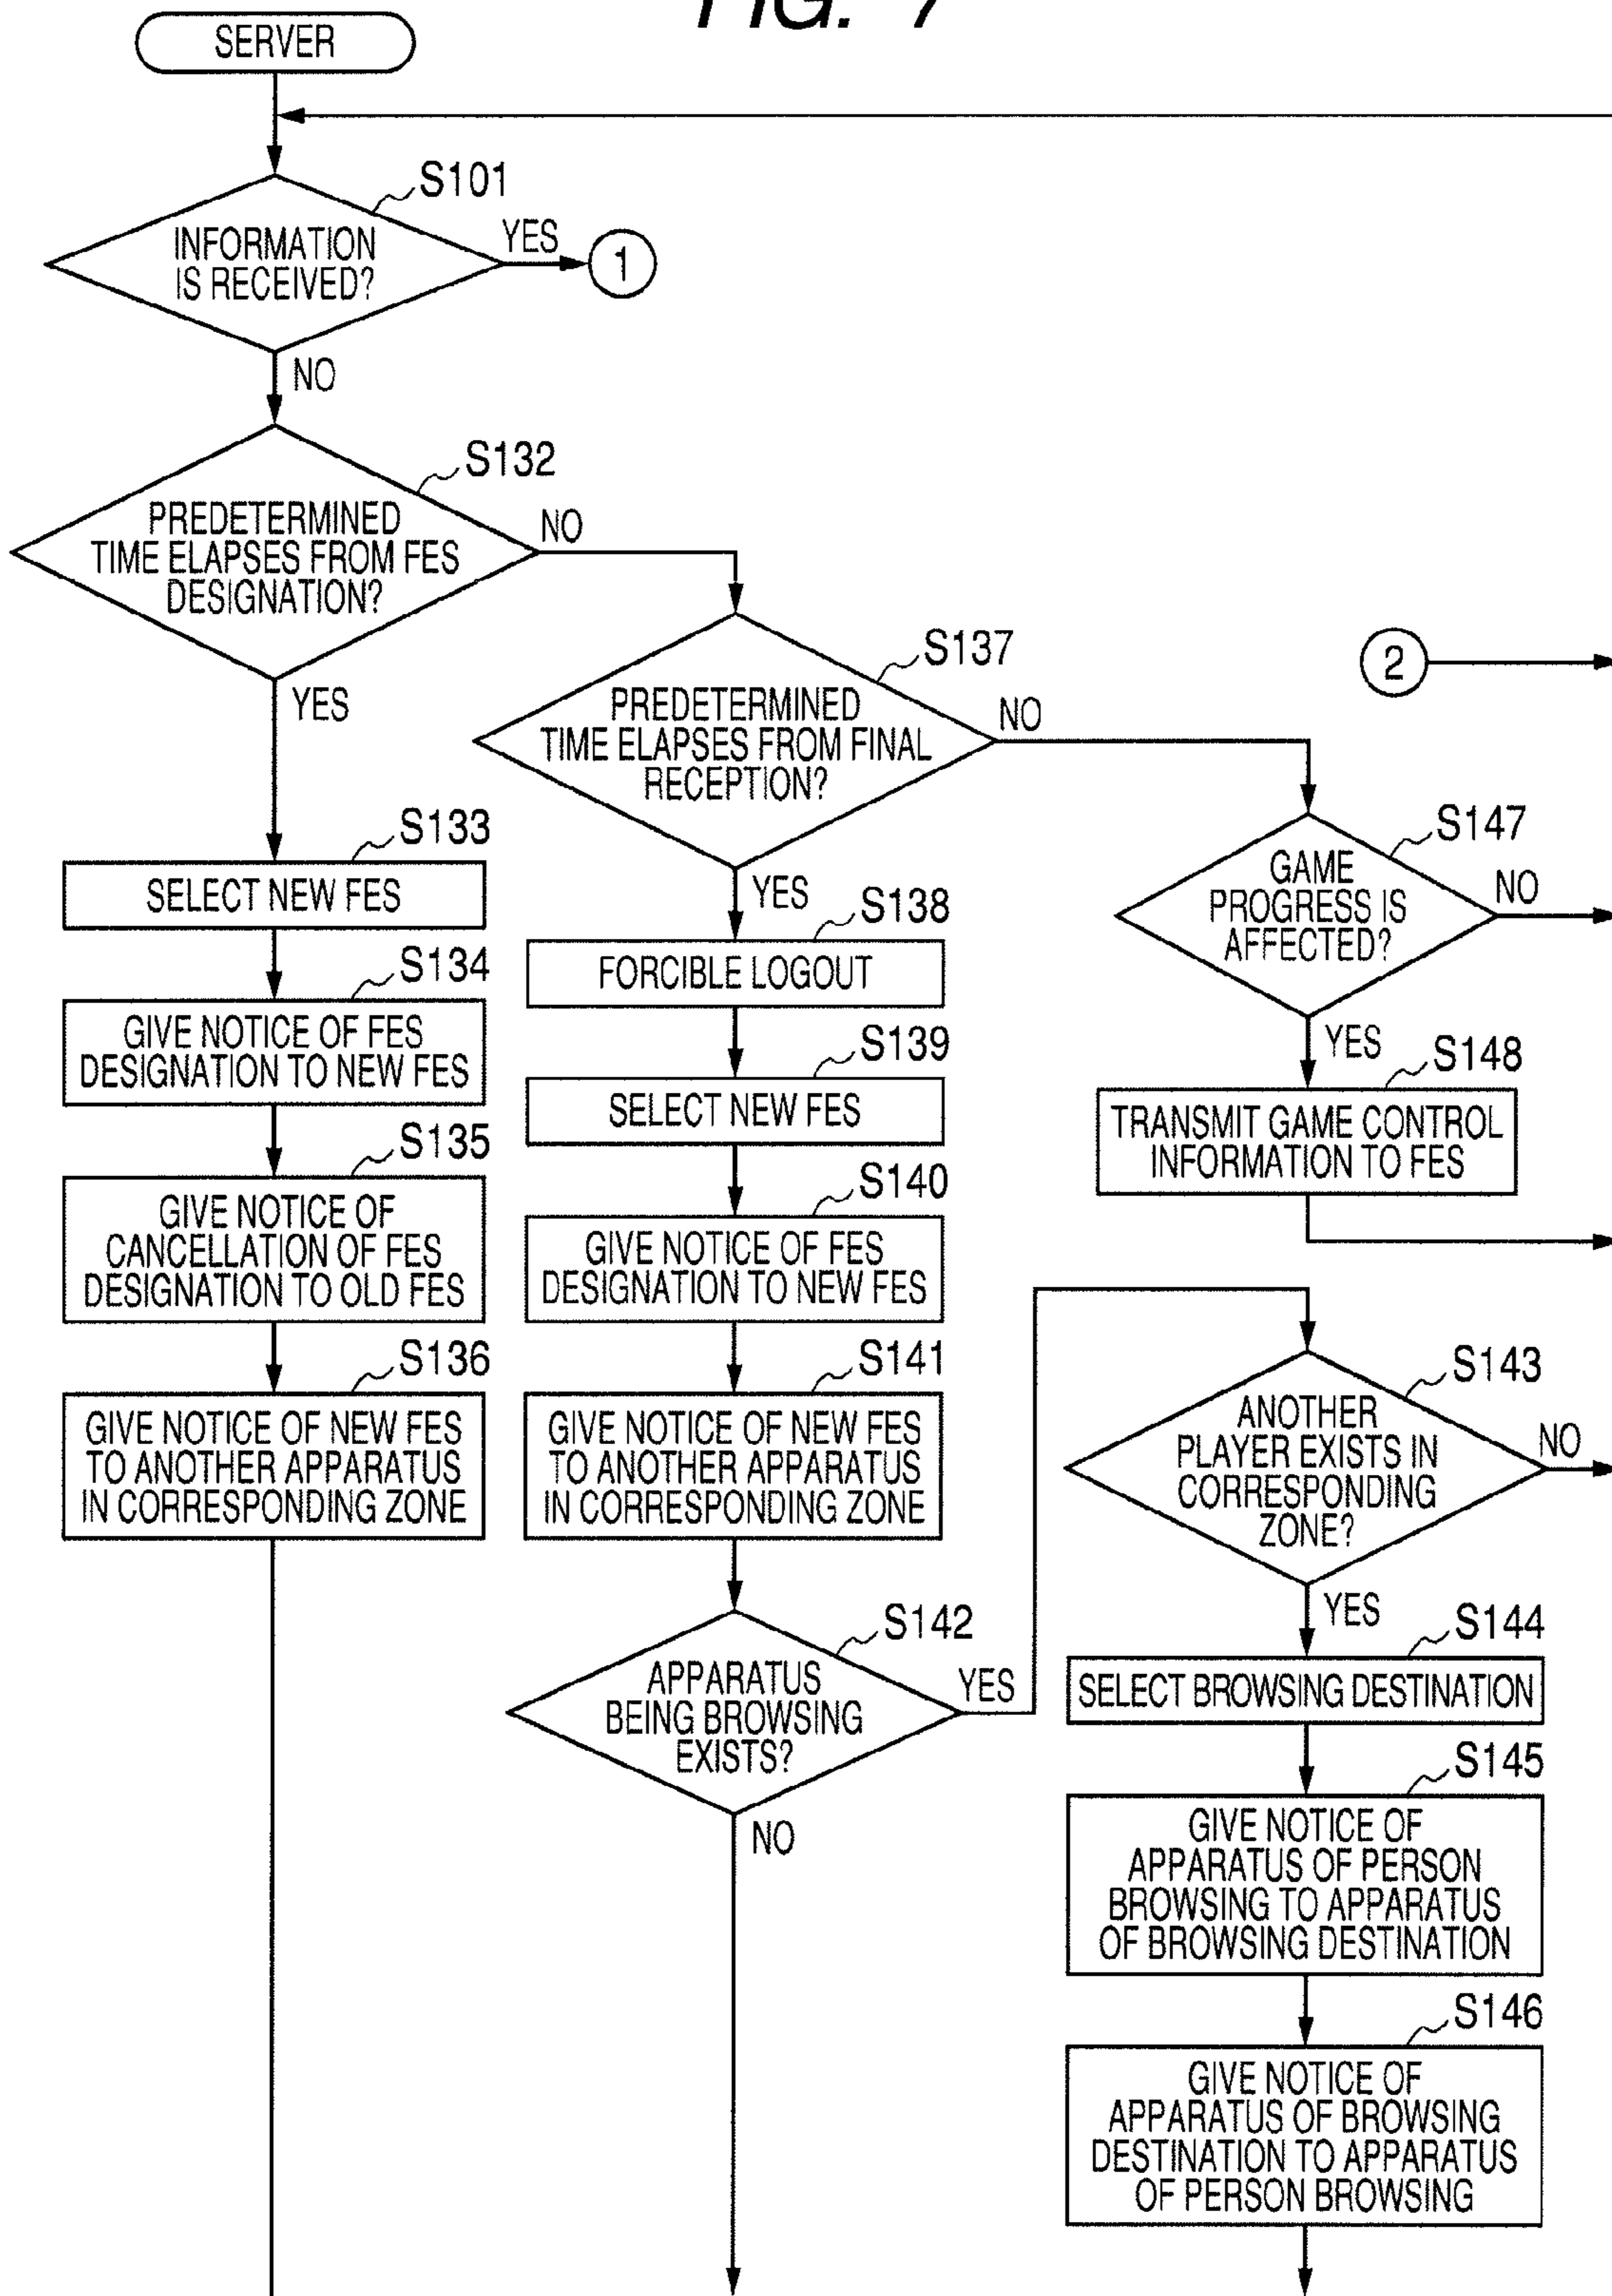 FIG. 7
SERVER
S101
INFORMATION
IS RECEIVED?
YES
1
NO
S132
PREDETERMINED
TIME ELAPSES FROM FES
DESIGNATION?
NO
YES
S137
PREDETERMINED
TIME ELAPSES FROM FINAL
RECEPTION?
NO
YES
2
S147
GAME
PROGRESS IS
AFFECTED?
NO
YES
S148
TRANSMIT GAME CONTROL
INFORMATION TO FES
S133
SELECT NEW FES
S134
GIVE NOTICE OF FES
DESIGNATION TO NEW FES
S135
GIVE NOTICE OF
CANCELLATION OF FES
DESIGNATION TO OLD FES
S136
GIVE NOTICE OF NEW FES
TO ANOTHER APPARATUS
IN CORRESPONDING ZONE
S138
FORCIBLE LOGOUT
S139
SELECT NEW FES
S140
GIVE NOTICE OF FES
DESIGNATION TO NEW FES
S141
GIVE NOTICE OF NEW FES
TO ANOTHER APPARATUS
IN CORRESPONDING ZONE
S142
APPARATUS
BEING BROWSING
EXISTS?
YES
NO
S143
ANOTHER
PLAYER EXISTS IN
CORRESPONDING
ZONE?
NO
YES
S144
SELECT BROWSING DESTINATION
S145
GIVE NOTICE OF
APPARATUS OF PERSON
BROWSING TO APPARATUS
OF BROWSING DESTINATION
S146
GIVE NOTICE OF
APPARATUS OF BROWSING
DESTINATION TO APPARATUS
OF PERSON BROWSING